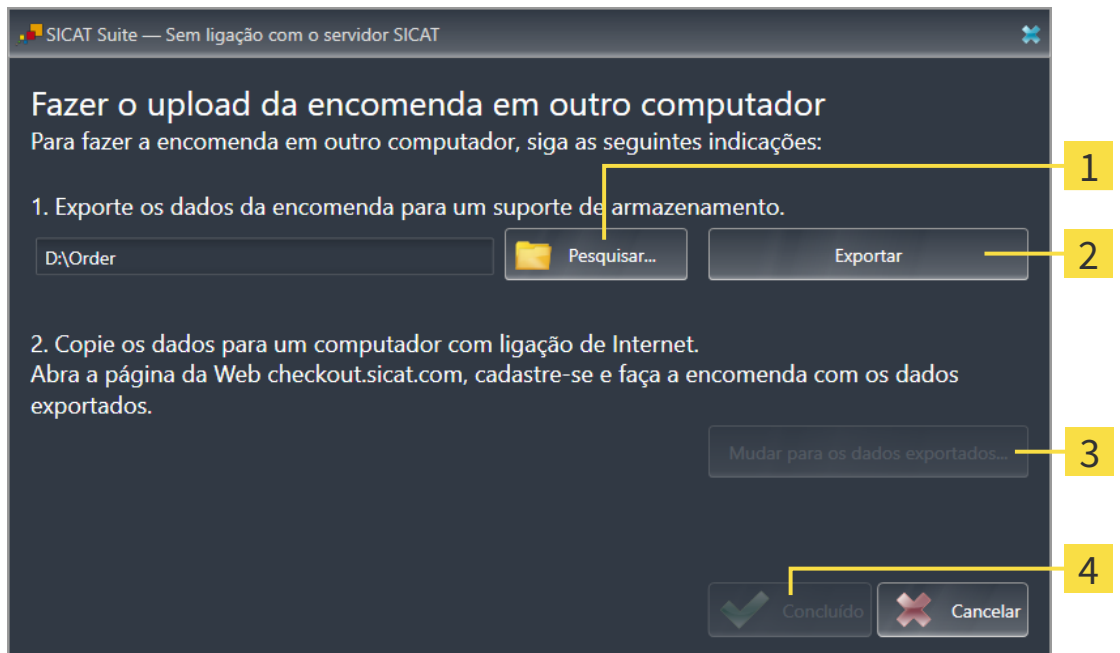 SICAT Suite — Sem ligação com o servidor SICAT
Fazer o upload da encomenda em outro computador
Para fazer a encomenda em outro computador, siga as seguintes indicações:
1
1. Exporte os dados da encomenda para um suporte de armazenamento.
D:\Order
Pesquisar...
Exportar
2
2. Copie os dados para um computador com ligação de Internet.
Abra a página da Web checkout.sicat.com, cadastre-se e faça a encomenda com os dados
exportados.
Mudar para os dados exportados...
3
4
Concluído
Cancelar